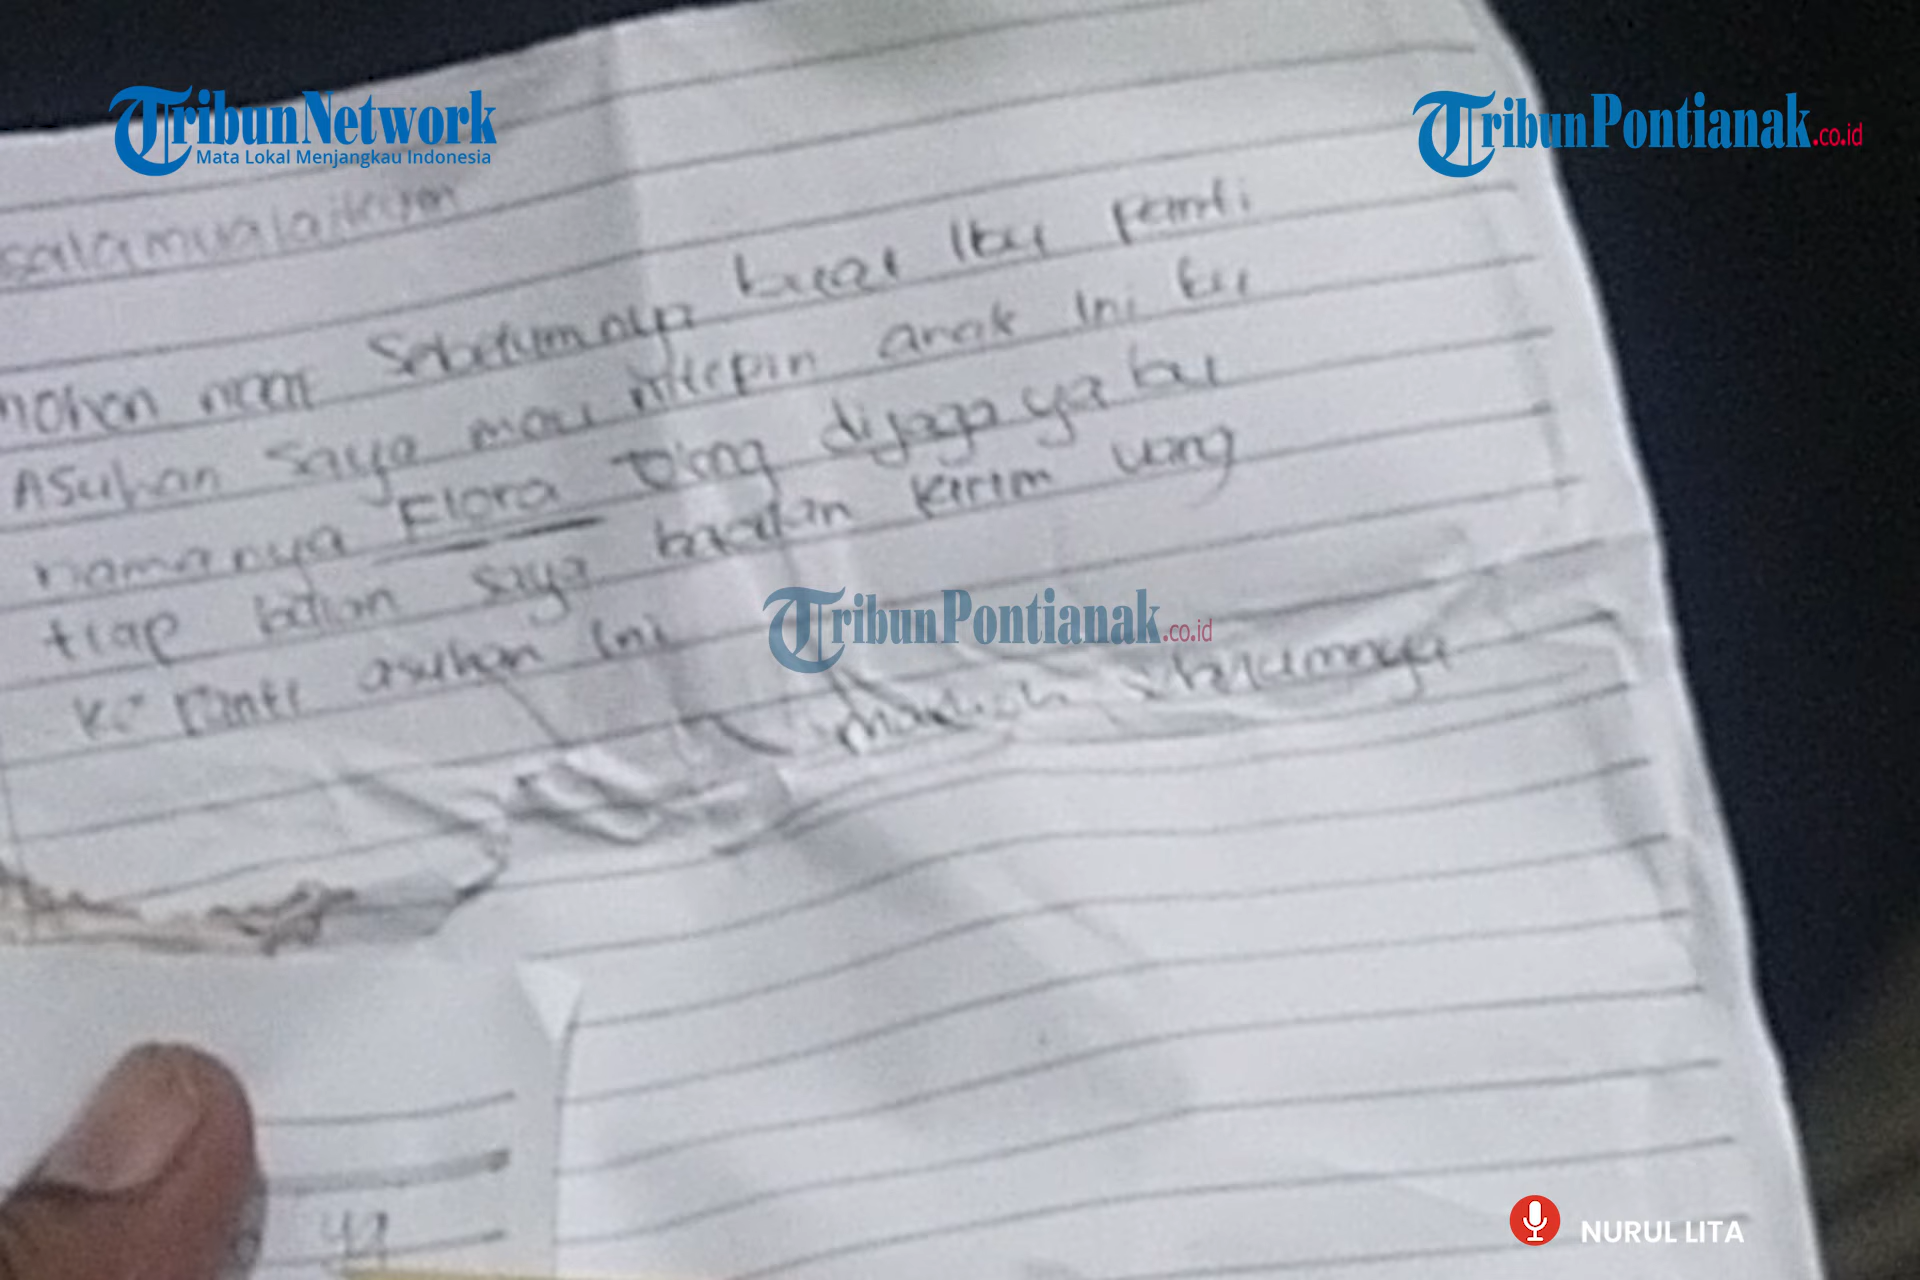 TribunNetwork
Mata Lokal Menjangkau Indonesia
TribunPontianak.co.id
salamualaikum
mohon maaf Sebelumnya buat Ibu panti
Asuhan saya mau nitipin anak Ini bu
namanya Flora tolong dijaga ya bu
tiap bulan saya bakalan kirim uang
ke panti asuhan Ini
TribunPontianak.co.id
makasih sebelumnya
NURUL LITA